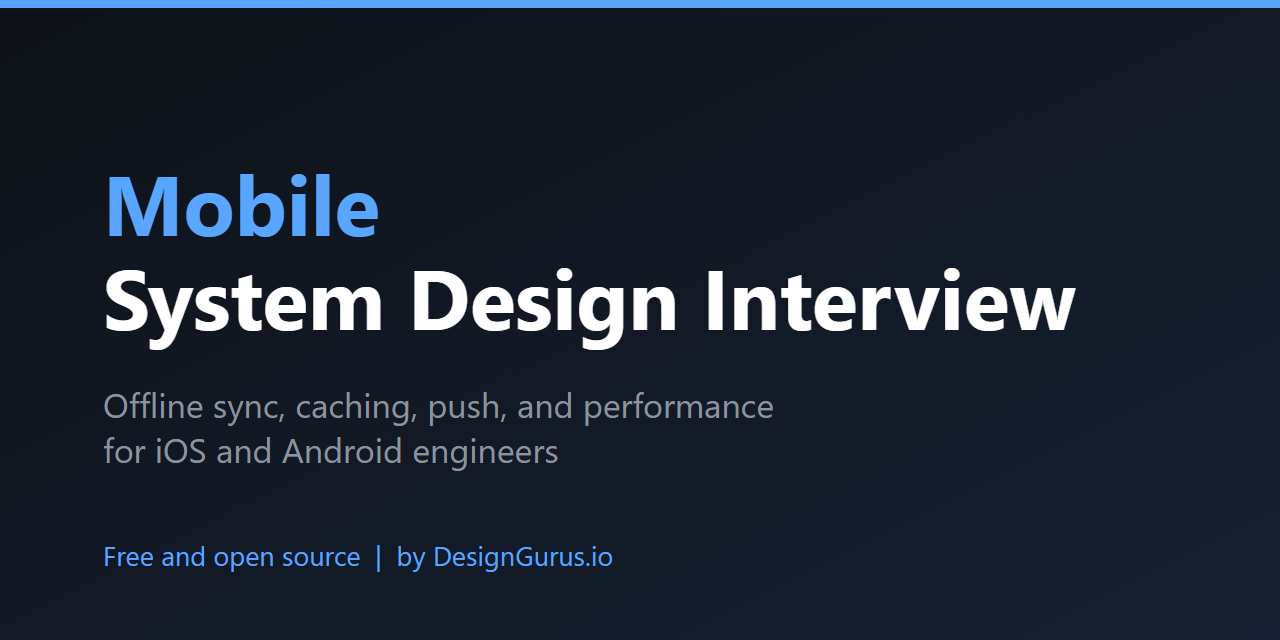 Mobile
System Design Interview
Offline sync, caching, push, and performance
for iOS and Android engineers
Free and open source | by DesignGurus.io